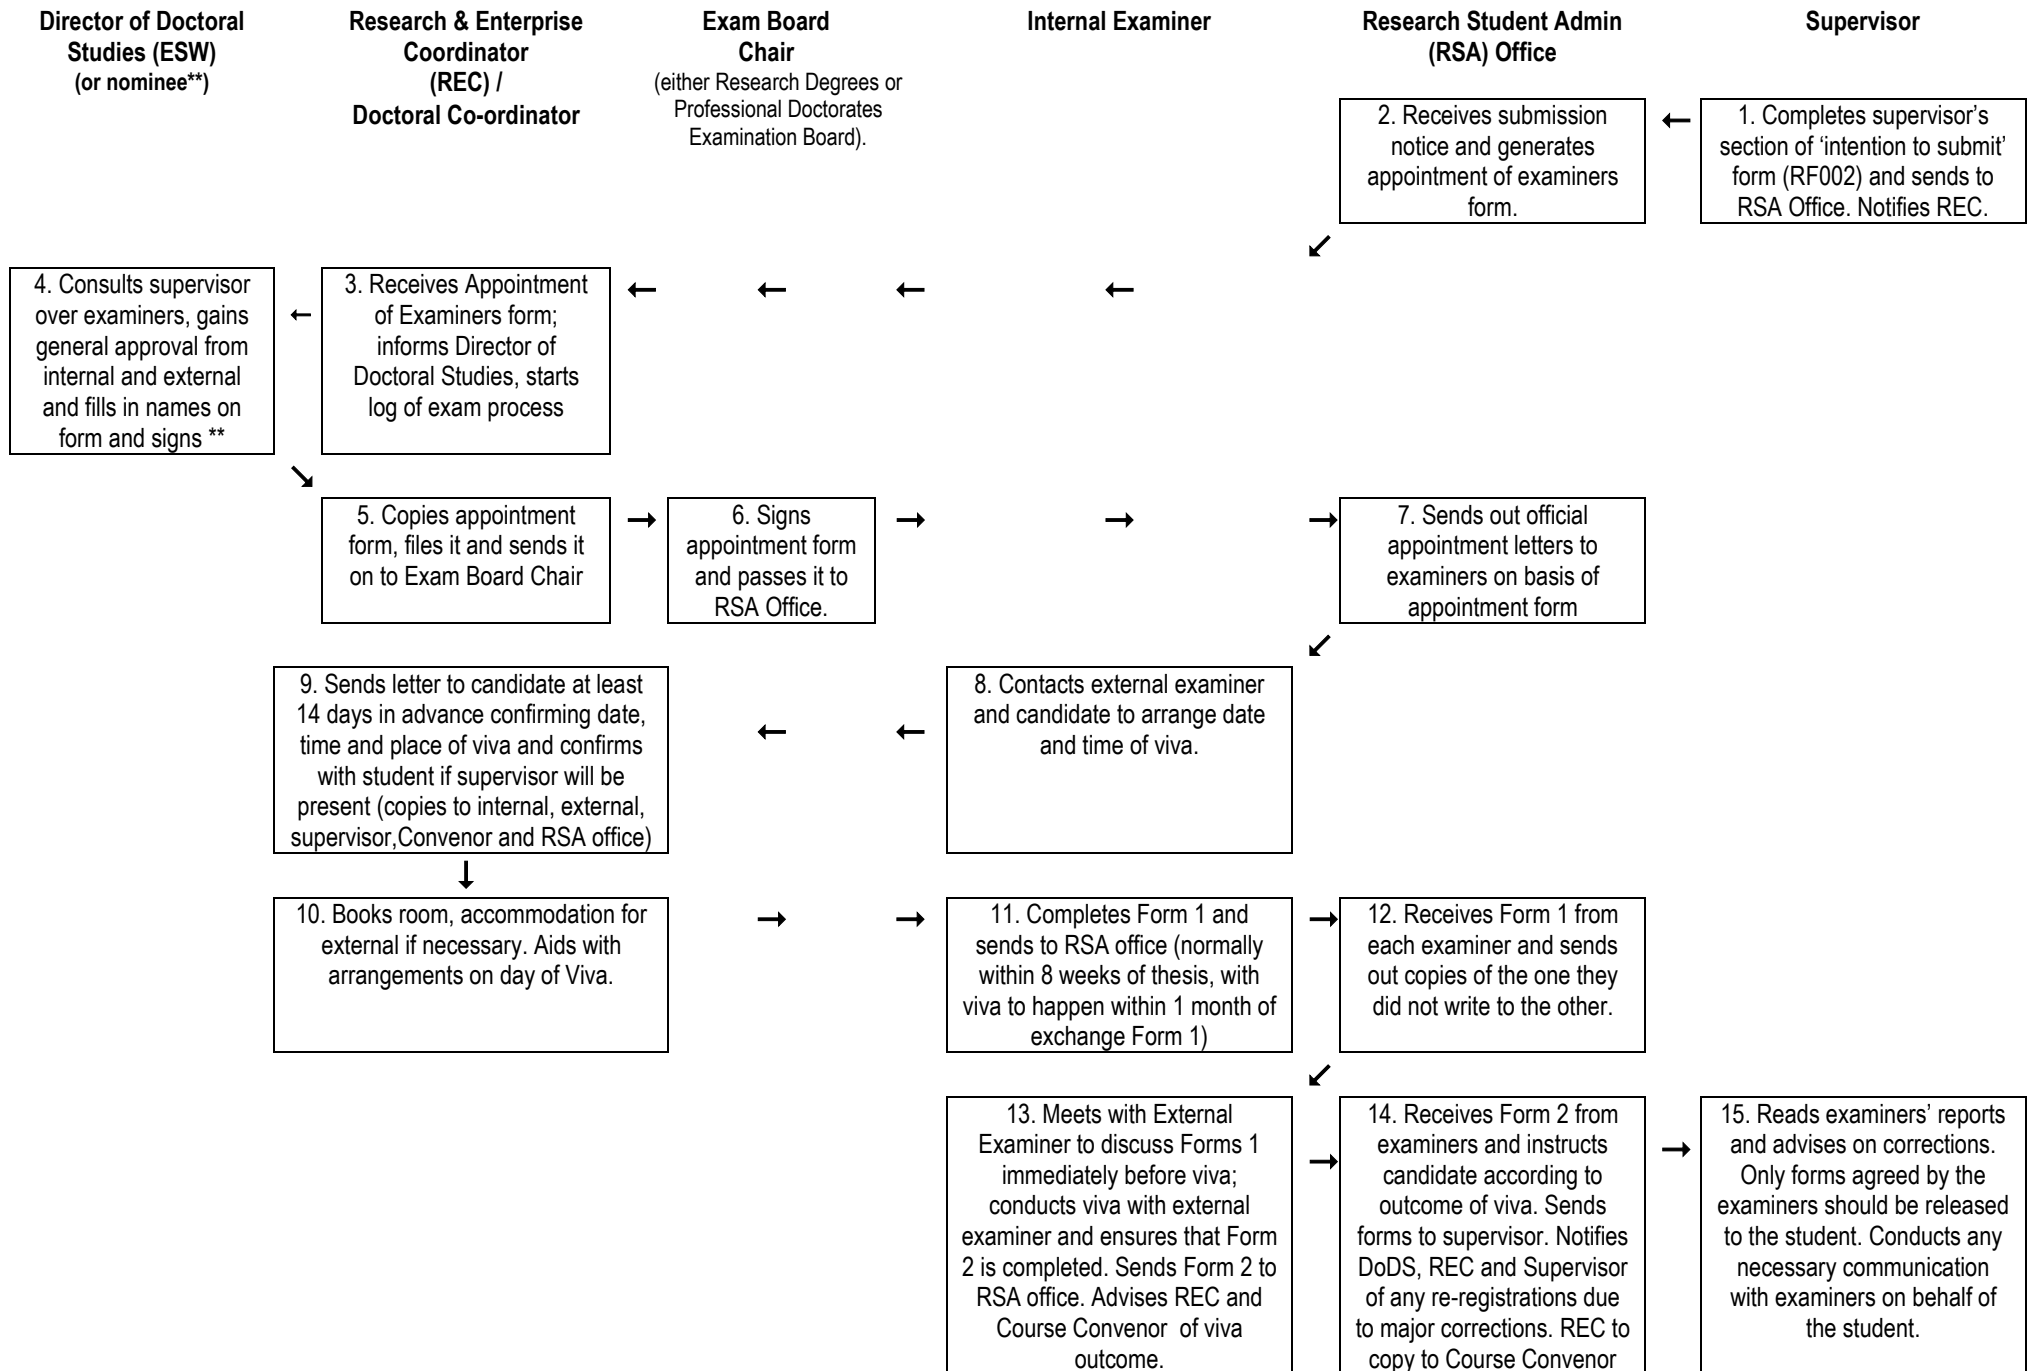 Director of Doctoral
Studies (ESW)
(or nominee**)
Research & Enterprise
Coordinator
(REC) /
Doctoral Co-ordinator
Exam Board
Chair
(either Research Degrees or
Professional Doctorates
Examination Board).
Internal Examiner
Research Student Admin
(RSA) Office
Supervisor
1. Completes supervisor’s
section of ‘intention to submit’
form (RF002) and sends to
RSA Office. Notifies REC.
2. Receives submission
notice and generates
appointment of examiners
form.
3. Receives Appointment
of Examiners form;
informs Director of
Doctoral Studies, starts
log of exam process
4. Consults supervisor
over examiners, gains
general approval from
internal and external
and fills in names on
form and signs **
5. Copies appointment
form, files it and sends it
on to Exam Board Chair
6. Signs
appointment form
and passes it to
RSA Office.
7. Sends out official
appointment letters to
examiners on basis of
appointment form
8. Contacts external examiner
and candidate to arrange date
and time of viva.
9. Sends letter to candidate at least
14 days in advance confirming date,
time and place of viva and confirms
with student if supervisor will be
present (copies to internal, external,
supervisor,Convenor and RSA office)
10. Books room, accommodation for
external if necessary. Aids with
arrangements on day of Viva.
11. Completes Form 1 and
sends to RSA office (normally
within 8 weeks of thesis, with
viva to happen within 1 month of
exchange Form 1)
12. Receives Form 1 from
each examiner and sends
out copies of the one they
did not write to the other.
13. Meets with External
Examiner to discuss Forms 1
immediately before viva;
conducts viva with external
examiner and ensures that Form
2 is completed. Sends Form 2 to
RSA office. Advises REC and
Course Convenor of viva
outcome.
14. Receives Form 2 from
examiners and instructs
candidate according to
outcome of viva. Sends
forms to supervisor. Notifies
DoDS, REC and Supervisor
of any re-registrations due
to major corrections. REC to
copy to Course Convenor
15. Reads examiners’ reports
and advises on corrections.
Only forms agreed by the
examiners should be released
to the student. Conducts any
necessary communication
with examiners on behalf of
the student.